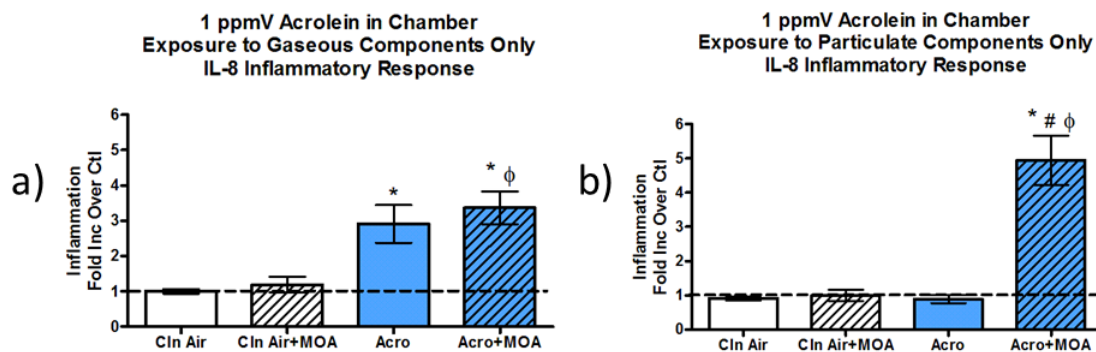 1 ppmV Acrolein in Chamber
Exposure to Gaseous Components Only
IL-8 Inflammatory Response
a)
Inflammation
Fold Inc Over Ctl
6
5
4
3
2
1
0
*
* ϕ
Cln Air
Cln Air+MOA
Acro
Acro+MOA
1 ppmV Acrolein in Chamber
Exposure to Particulate Components Only
IL-8 Inflammatory Response
b)
Inflammation
Fold Inc Over Ctl
6
5
4
3
2
1
0
* # ϕ
Cln Air
Cln Air+MOA
Acro
Acro+MOA